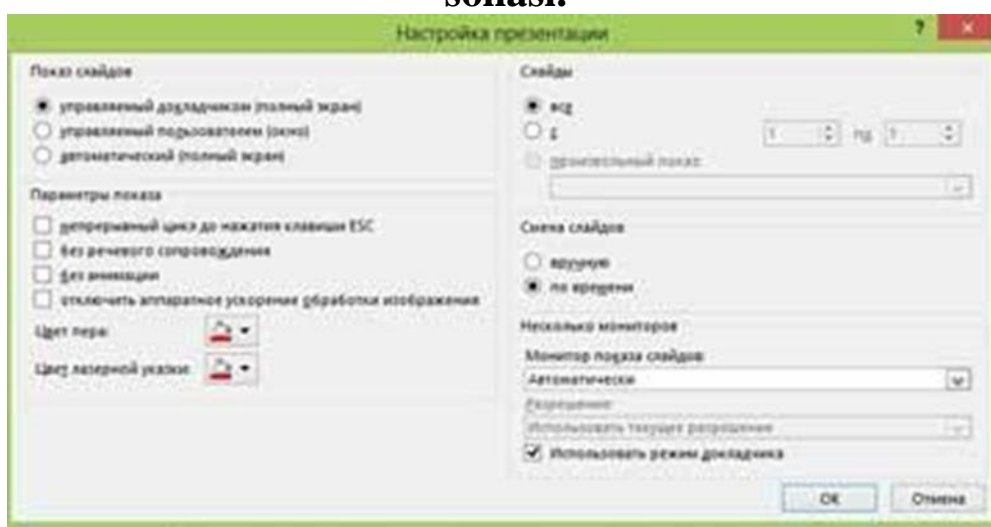 sohasi.
Настройка презентации
Показ слайдов
управляемый докладчиком (полный экран)
управляемый пользователем (окно)
автоматический (полный экран)
Параметры показа
непрерывный цикл до нажатия клавиши ESC
без речевого сопровождения
без анимации
отключить аппаратное ускорение обработки изображения
Цвет пера:
Цвет лазерной указки:
Слайды
все
с 1 по
произвольный показ:
Смена слайдов
вручную
по времени
Несколько мониторов
Монитор показа слайдов:
Автоматически
Разрешение:
Использовать текущее разрешение
Использовать режим докладчика
ОК Отмена